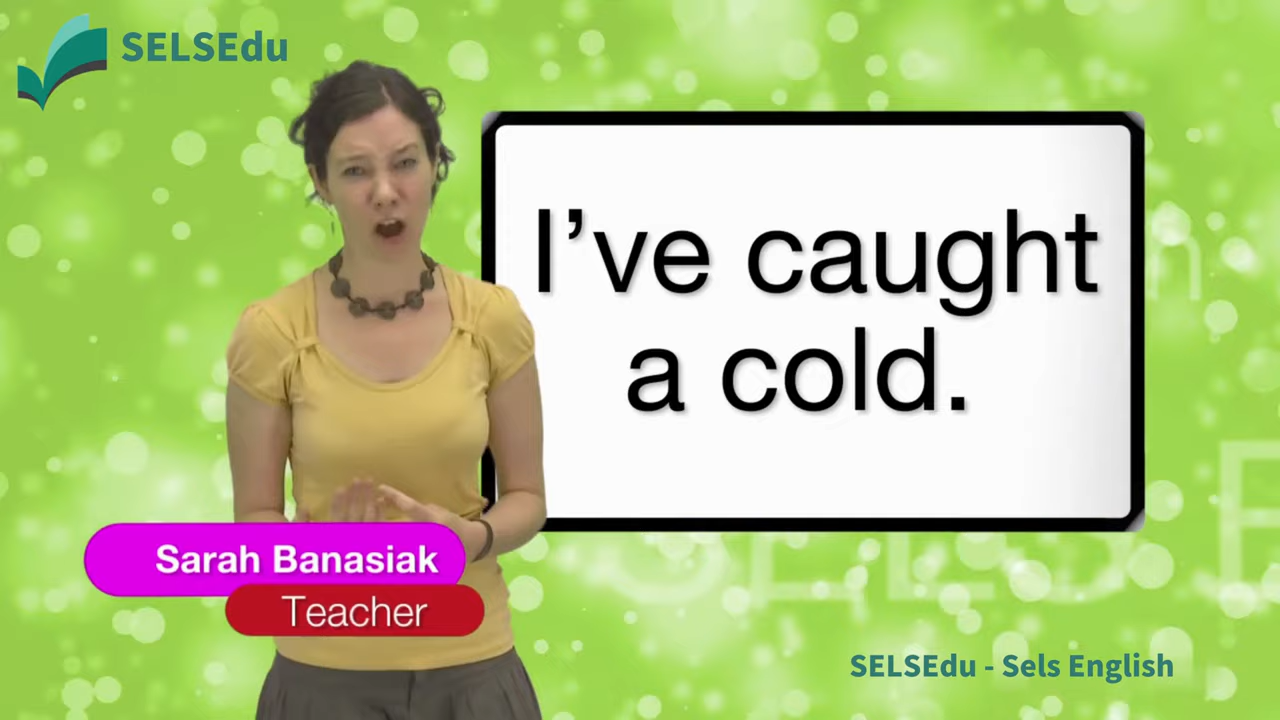 SELSEdu
I've caught
a cold.
Sarah Banasiak
Teacher
SELSEdu - Sels English